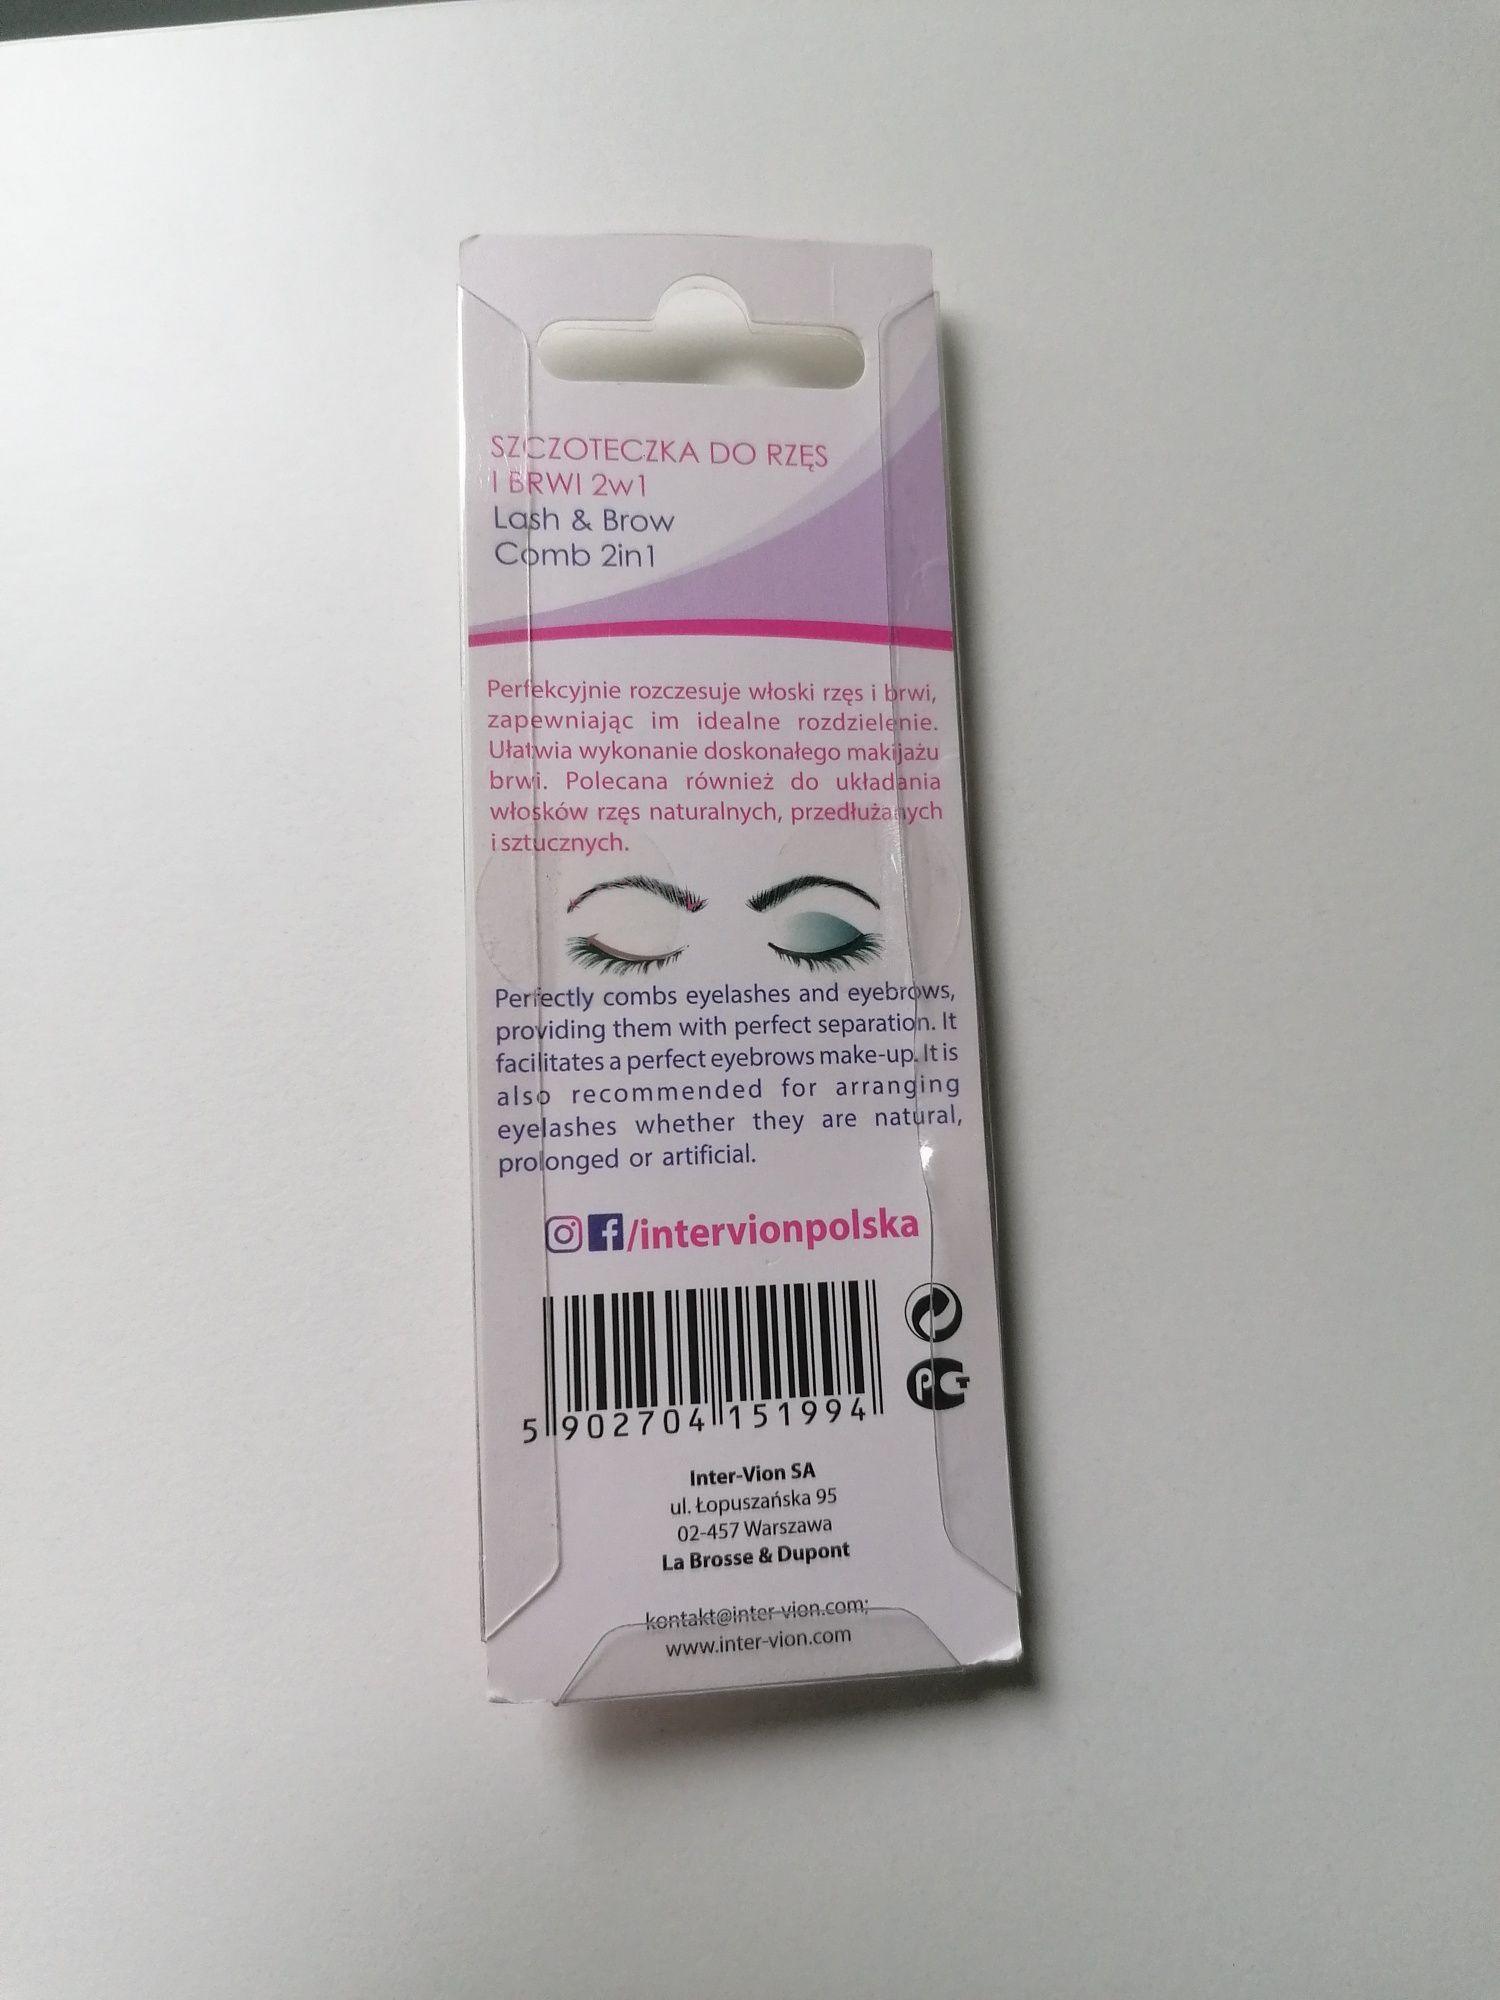 SZCZOTECZKA DO RZĘS
I BRWI 2w1
Lash & Brow
Comb 2in1
Perfekcyjnie rozczesuje włoski rzęs i brwi,
zapewniając im idealne rozdzielenie.
Ułatwia wykonanie doskonałego makijażu
brwi. Polecana również do układania
włosków rzęs naturalnych, przedłużanych
i sztucznych.
Perfectly combs eyelashes and eyebrows,
providing them with perfect separation. It
facilitates a perfect eyebrows make-up. It is
also recommended for arranging
eyelashes whether they are natural,
prolonged or artificial.
/intervionpolska
5 902704 151994
PCT
Inter-Vion SA
ul. Łopuszańska 95
02-457 Warszawa
La Brosse & Dupont
kontakt@inter-vion.com;
www.inter-vion.com